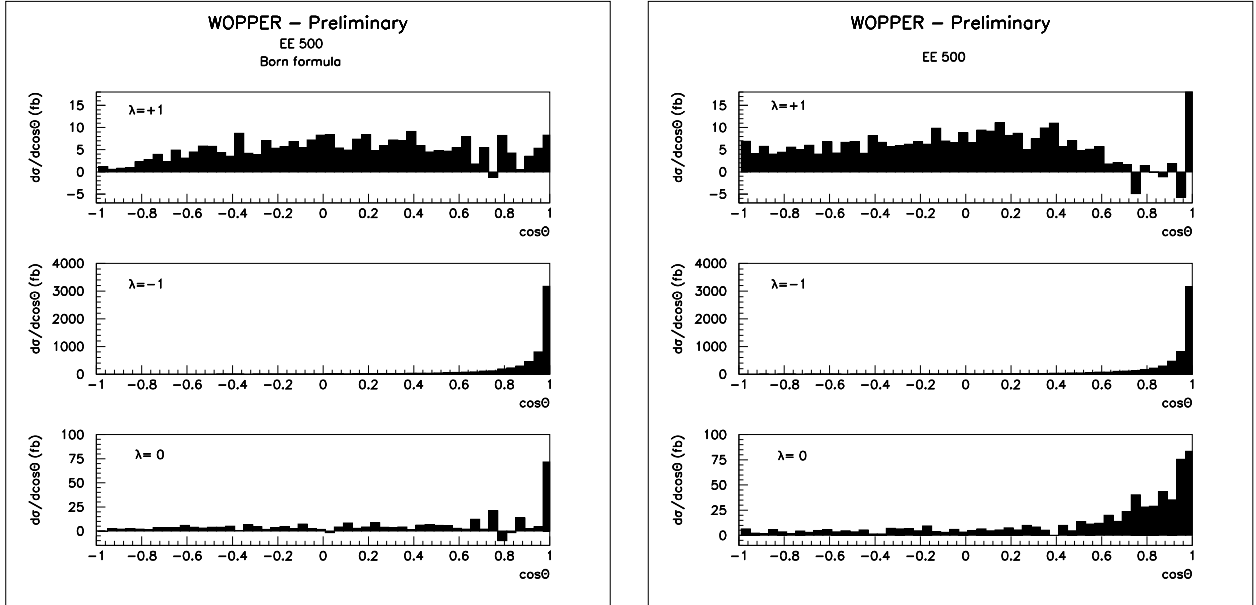 WOPPER – Preliminary
EE 500
Born formula
dσ/dcosΘ (fb)
λ=+1
15
10
5
0
−5
−1 −0.8 −0.6 −0.4 −0.2 0 0.2 0.4 0.6 0.8 1
cosΘ
dσ/dcosΘ (fb)
λ=−1
4000
3000
2000
1000
0
−1 −0.8 −0.6 −0.4 −0.2 0 0.2 0.4 0.6 0.8 1
cosΘ
dσ/dcosΘ (fb)
λ= 0
100
75
50
25
0
−1 −0.8 −0.6 −0.4 −0.2 0 0.2 0.4 0.6 0.8 1
cosΘ
WOPPER – Preliminary
EE 500
dσ/dcosΘ (fb)
λ=+1
15
10
5
0
−5
−1 −0.8 −0.6 −0.4 −0.2 0 0.2 0.4 0.6 0.8 1
cosΘ
dσ/dcosΘ (fb)
λ=−1
4000
3000
2000
1000
0
−1 −0.8 −0.6 −0.4 −0.2 0 0.2 0.4 0.6 0.8 1
cosΘ
dσ/dcosΘ (fb)
λ= 0
100
75
50
25
0
−1 −0.8 −0.6 −0.4 −0.2 0 0.2 0.4 0.6 0.8 1
cosΘ